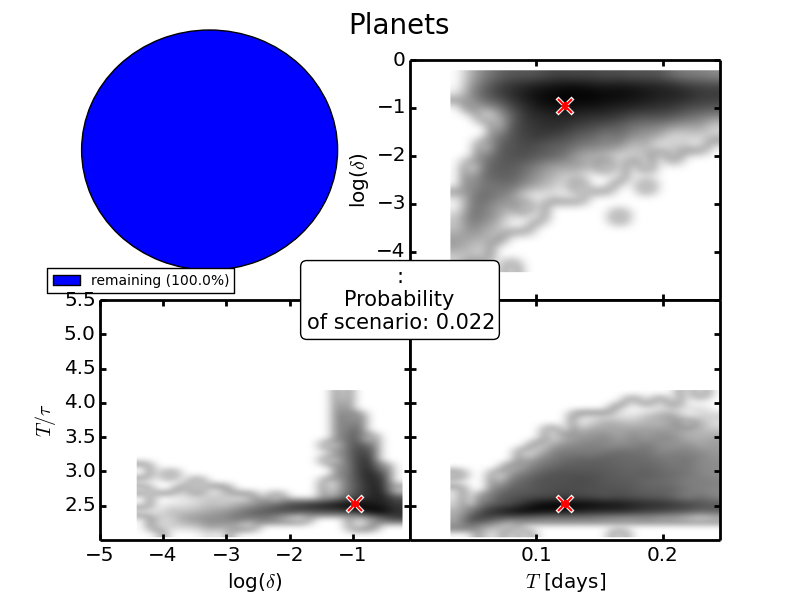 Planets
0
−1
−2
−3
−4
log(δ)
remaining (100.0%)
:
Probability
of scenario: 0.022
5.5
5.0
4.5
4.0
3.5
3.0
2.5
T/τ
−5 −4 −3 −2 −1
log(δ)
0.1 0.2
T [days]